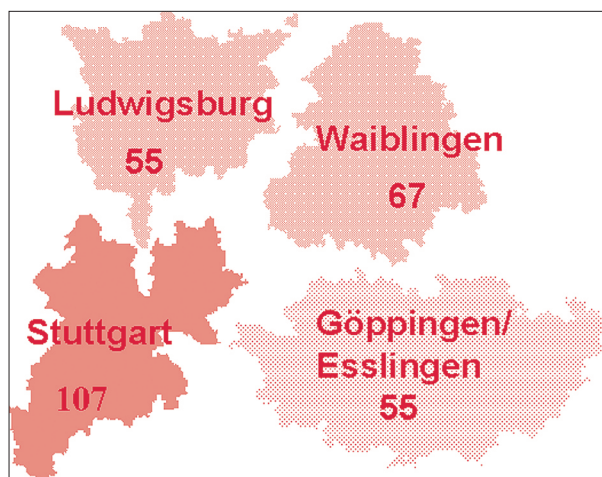 Ludwigsburg
55
Waiblingen
67
Stuttgart
107
Göppingen/
Esslingen
55